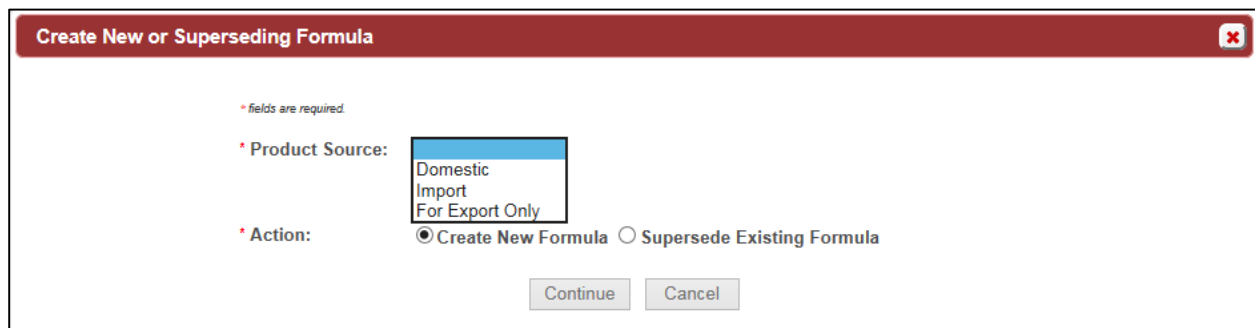 Create New or Superseding Formula
* fields are required.
* Product Source:
Domestic
Import
For Export Only
* Action: Create New Formula Supersede Existing Formula
Continue Cancel